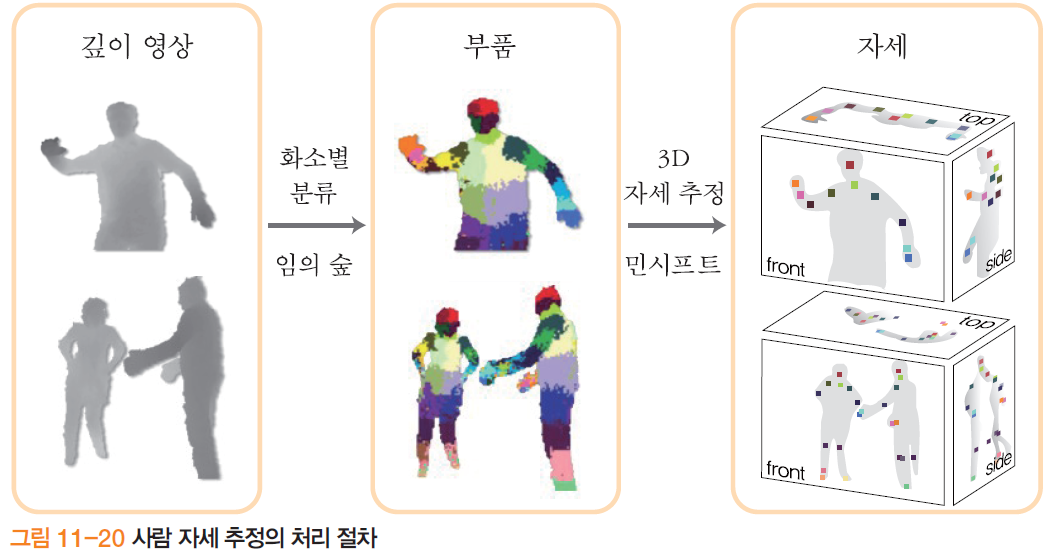 깊이 영상
부품
자세
화소별
분류
임의 숲
3D
자세 추정
민시프트
top
front
side
top
front
side
그림 11-20 사람 자세 추정의 처리 절차